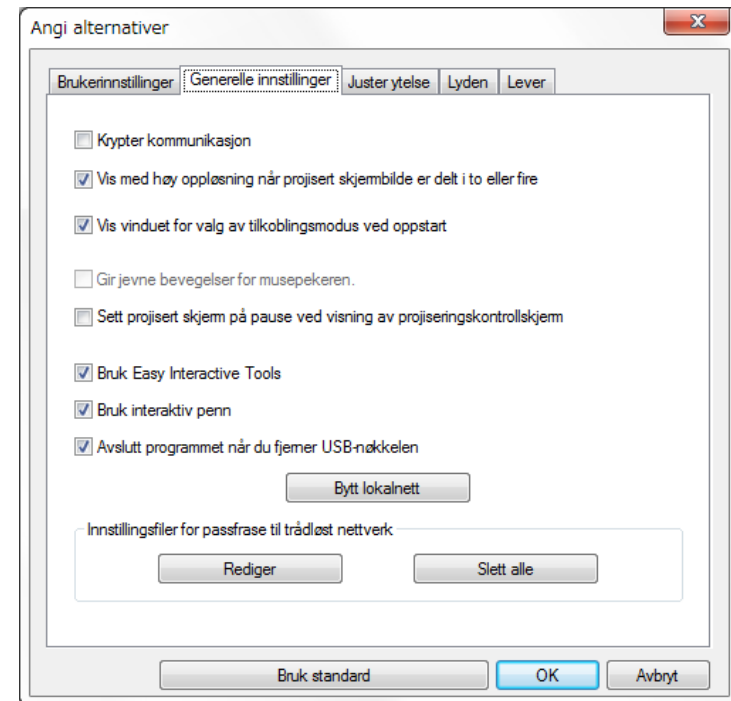 Angi alternativer
Brukerinnstillinger Generelle innstillinger Juster ytelse Lyden Lever
Krypter kommunikasjon
Vis med høy oppløsning når projisert skjermbilde er delt i to eller fire
Vis vinduet for valg av tilkoblingsmodus ved oppstart
Gir jevne bevegelser for musepekeren.
Sett projisert skjerm på pause ved visning av projiseringskontrollskjerm
Bruk Easy Interactive Tools
Bruk interaktiv penn
Avslutt programmet når du fjerner USB-nøkkelen
Bytt lokalnett
Innstillingsfiler for passfrase til trådløst nettverk
Rediger Slett alle
Bruk standard OK Avbryt